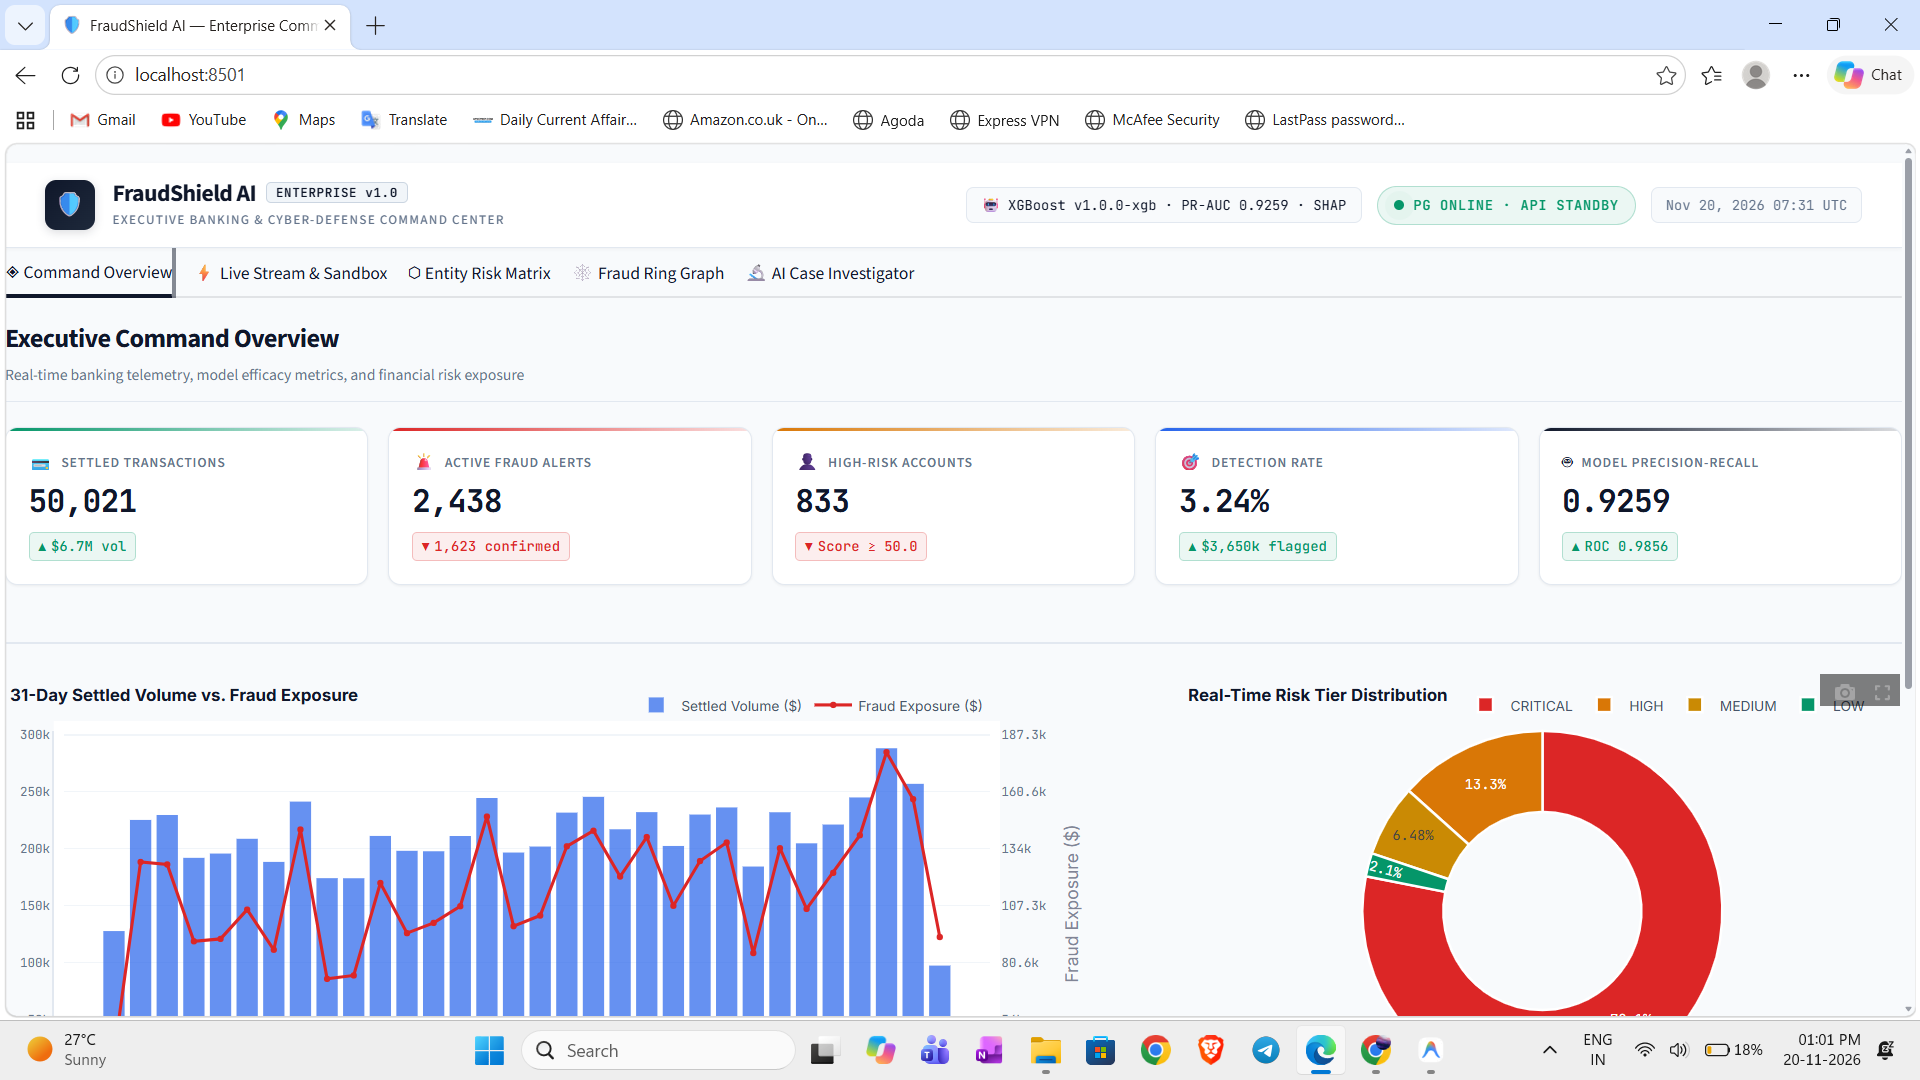 FraudShield AI — Enterprise Comm
localhost:8501
Chat
Gmail
YouTube
Maps
Translate
Daily Current Affair...
Amazon.co.uk - On...
Agoda
Express VPN
McAfee Security
LastPass password...
FraudShield AI
ENTERPRISE v1.0
EXECUTIVE BANKING & CYBER-DEFENSE COMMAND CENTER
XGBoost v1.0.0-xgb · PR-AUC 0.9259 · SHAP
PG ONLINE · API STANDBY
Nov 20, 2026 07:31 UTC
Command Overview
Live Stream & Sandbox
Entity Risk Matrix
Fraud Ring Graph
AI Case Investigator
Executive Command Overview
Real-time banking telemetry, model efficacy metrics, and financial risk exposure
SETTLED TRANSACTIONS
50,021
▲ $6.7M vol
ACTIVE FRAUD ALERTS
2,438
▼ 1,623 confirmed
HIGH-RISK ACCOUNTS
833
▼ Score ≥ 50.0
DETECTION RATE
3.24%
▲ $3,650k flagged
MODEL PRECISION-RECALL
0.9259
▲ ROC 0.9856
31-Day Settled Volume vs. Fraud Exposure
Settled Volume ($)
Fraud Exposure ($)
300k
250k
200k
150k
100k
187.3k
160.6k
134k
107.3k
80.6k
Fraud Exposure ($)
Real-Time Risk Tier Distribution
CRITICAL
HIGH
MEDIUM
LOW
13.3%
6.48%
2.1%
27°C
Sunny
Search
ENG
IN
18%
01:01 PM
20-11-2026